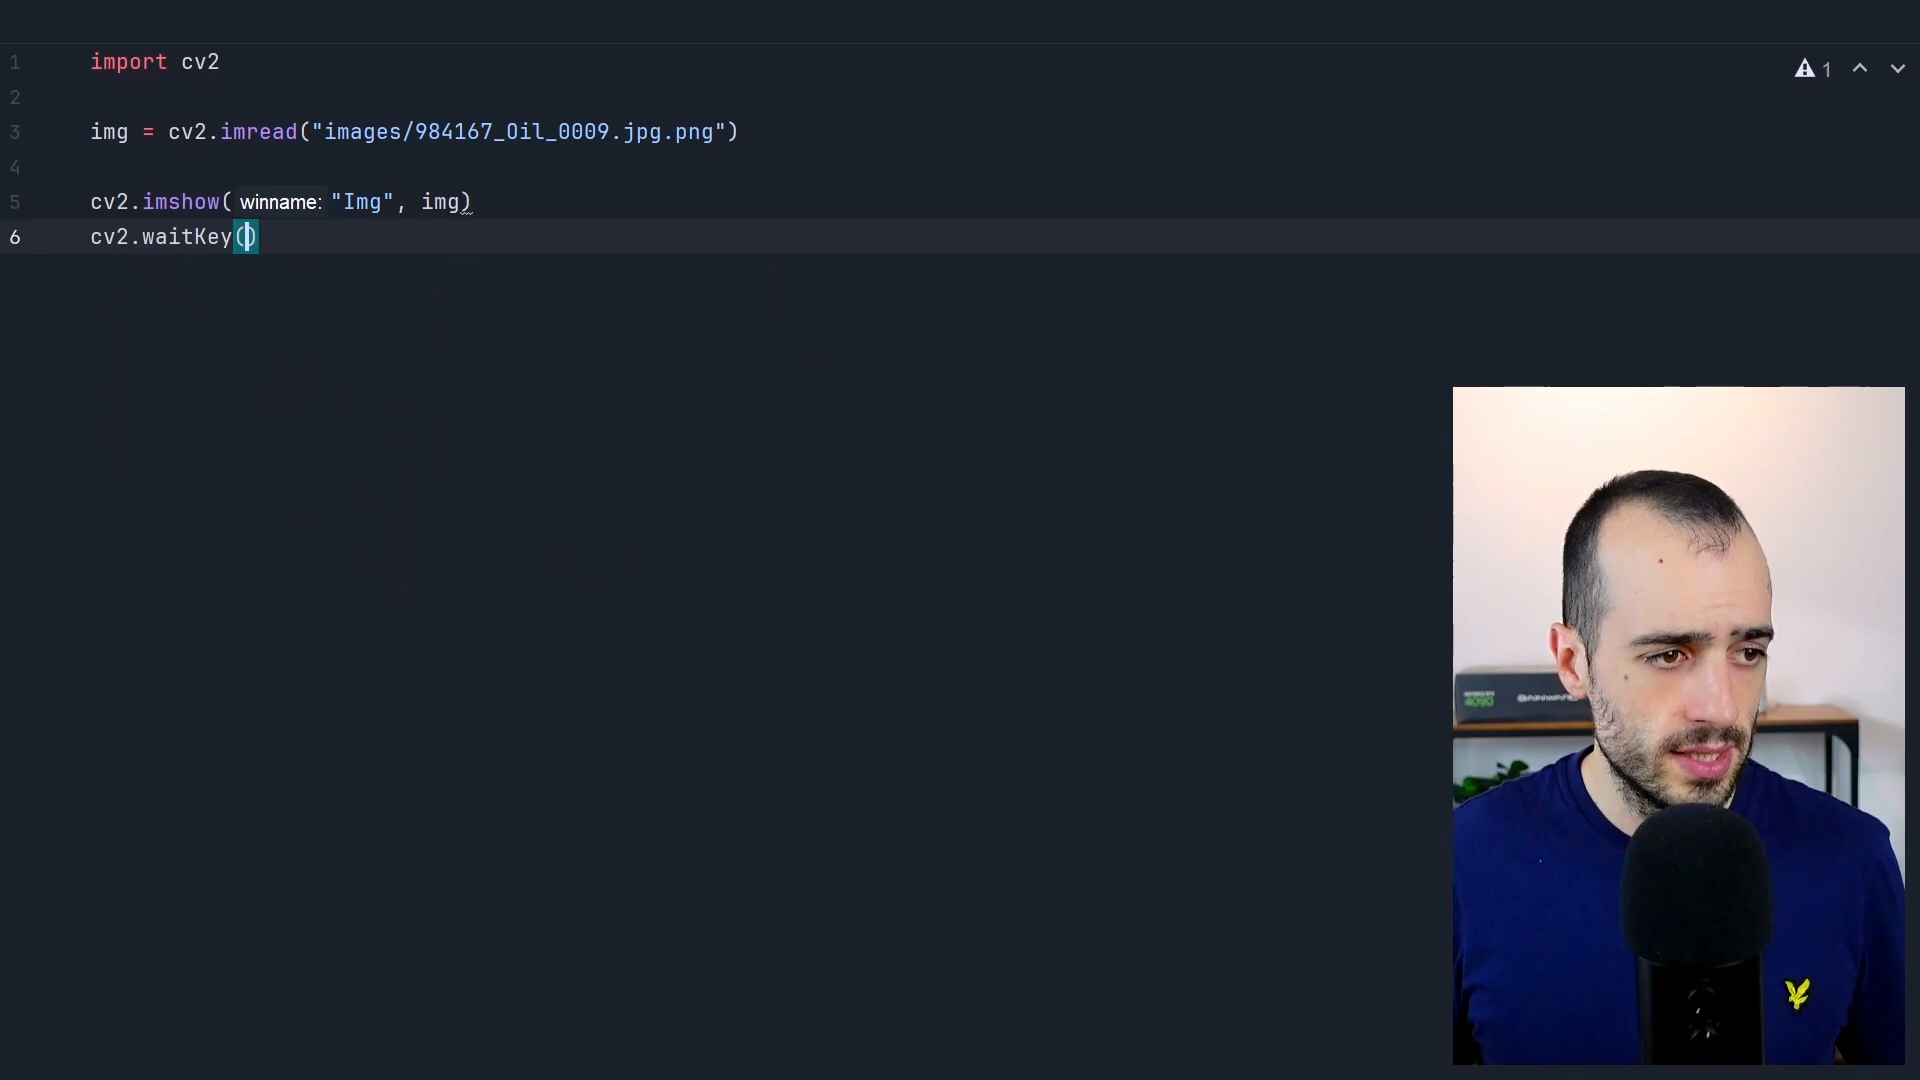 1 import cv2
2
3 img = cv2.imread("images/984167_Oil_0009.jpg.png")
4
5 cv2.imshow( winname: "Img", img)
6 cv2.waitKey()
1
4090